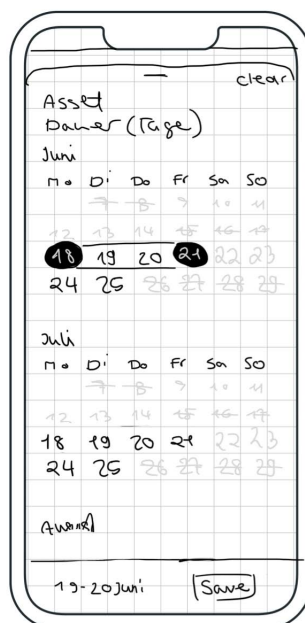 clear
Asset
Dauer (Tage)
Juni
Mo Di Do Fr Sa So
7 8 9 10 11
12 13 14 15 16 17
18 19 20 21 22 23
24 25 26 27 28 29
Juli
Mo Di Do Fr Sa So
7 8 9 10 11
12 13 14 15 16 17
18 19 20 21 22 23
24 25 26 27 28 29
19-20 Juni Save